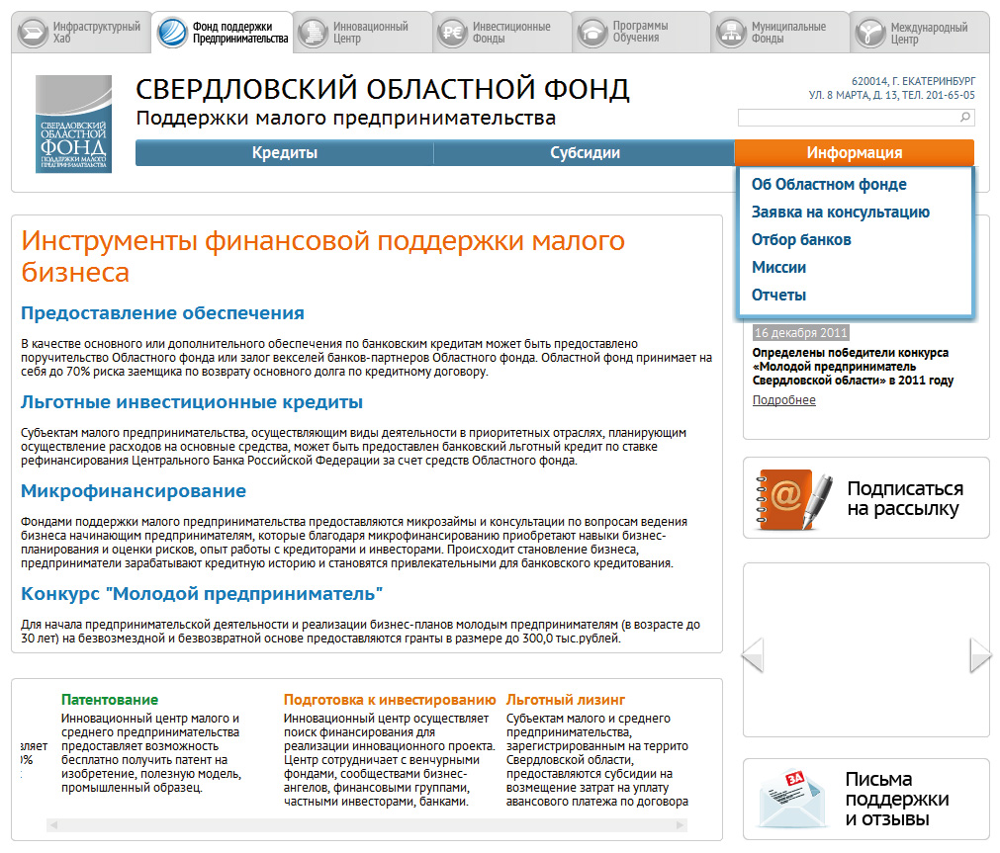 Инфраструктурный
Хаб
Фонд поддержки
Предпринимательства
Инновационный
Центр
Инвестиционные
Фонды
Программы
Обучения
Муниципальные
Фонды
Международный
Центр
СВЕРДЛОВСКИЙ
ОБЛАСТНОЙ
ФОНД
ПОДДЕРЖКИ МАЛОГО
ПРЕДПРИНИМАТЕЛЬСТВА
СВЕРДЛОВСКИЙ ОБЛАСТНОЙ ФОНД
Поддержки малого предпринимательства
620014, Г. ЕКАТЕРИНБУРГ
УЛ. 8 МАРТА, Д. 13, ТЕЛ. 201-65-05
Кредиты
Субсидии
Информация
Об Областном фонде
Заявка на консультацию
Отбор банков
Миссии
Отчеты
Инструменты финансовой поддержки малого
бизнеса
Предоставление обеспечения
В качестве основного или дополнительного обеспечения по банковским кредитам может быть предоставлено
поручительство Областного фонда или залог векселей банков-партнеров Областного фонда. Областной фонд принимает на
себя до 70% риска заемщика по возврату основного долга по кредитному договору.
Льготные инвестиционные кредиты
Субъектам малого предпринимательства, осуществляющим виды деятельности в приоритетных отраслях, планирующим
осуществление расходов на основные средства, может быть предоставлен банковский льготный кредит по ставке
рефинансирования Центрального Банка Российской Федерации за счет средств Областного фонда.
Микрофинансирование
Фондами поддержки малого предпринимательства предоставляются микрозаймы и консультации по вопросам ведения
бизнеса начинающим предпринимателям, которые благодаря микрофинансированию приобретают навыки бизнес-
планирования и оценки рисков, опыт работы с кредиторами и инвесторами. Происходит становление бизнеса,
предприниматели зарабатывают кредитную историю и становятся привлекательными для банковского кредитования.
Конкурс "Молодой предприниматель"
Для начала предпринимательской деятельности и реализации бизнес-планов молодым предпринимателям (в возрасте до
30 лет) на безвозмездной и безвозвратной основе предоставляются гранты в размере до 300,0 тыс.рублей.
16 декабря 2011
Определены победители конкурса
«Молодой предприниматель
Свердловской области» в 2011 году
Подробнее
@
Подписаться
на рассылку
Патентование
Инновационный центр малого и
среднего предпринимательства
предоставляет возможность
бесплатно получить патент на
изобретение, полезную модель,
промышленный образец.
Подготовка к инвестированию
Инновационный центр осуществляет
поиск финансирования для
реализации инновационного проекта.
Центр сотрудничает с венчурными
фондами, сообществами бизнес-
ангелов, финансовыми группами,
частными инвесторами, банками.
Льготный лизинг
Субъектам малого и среднего
предпринимательства,
зарегистрированным на террито
Свердловской области,
предоставляются субсидии на
возмещение затрат на уплату
авансового платежа по договора
ЗА
Письма
поддержки
и отзывы